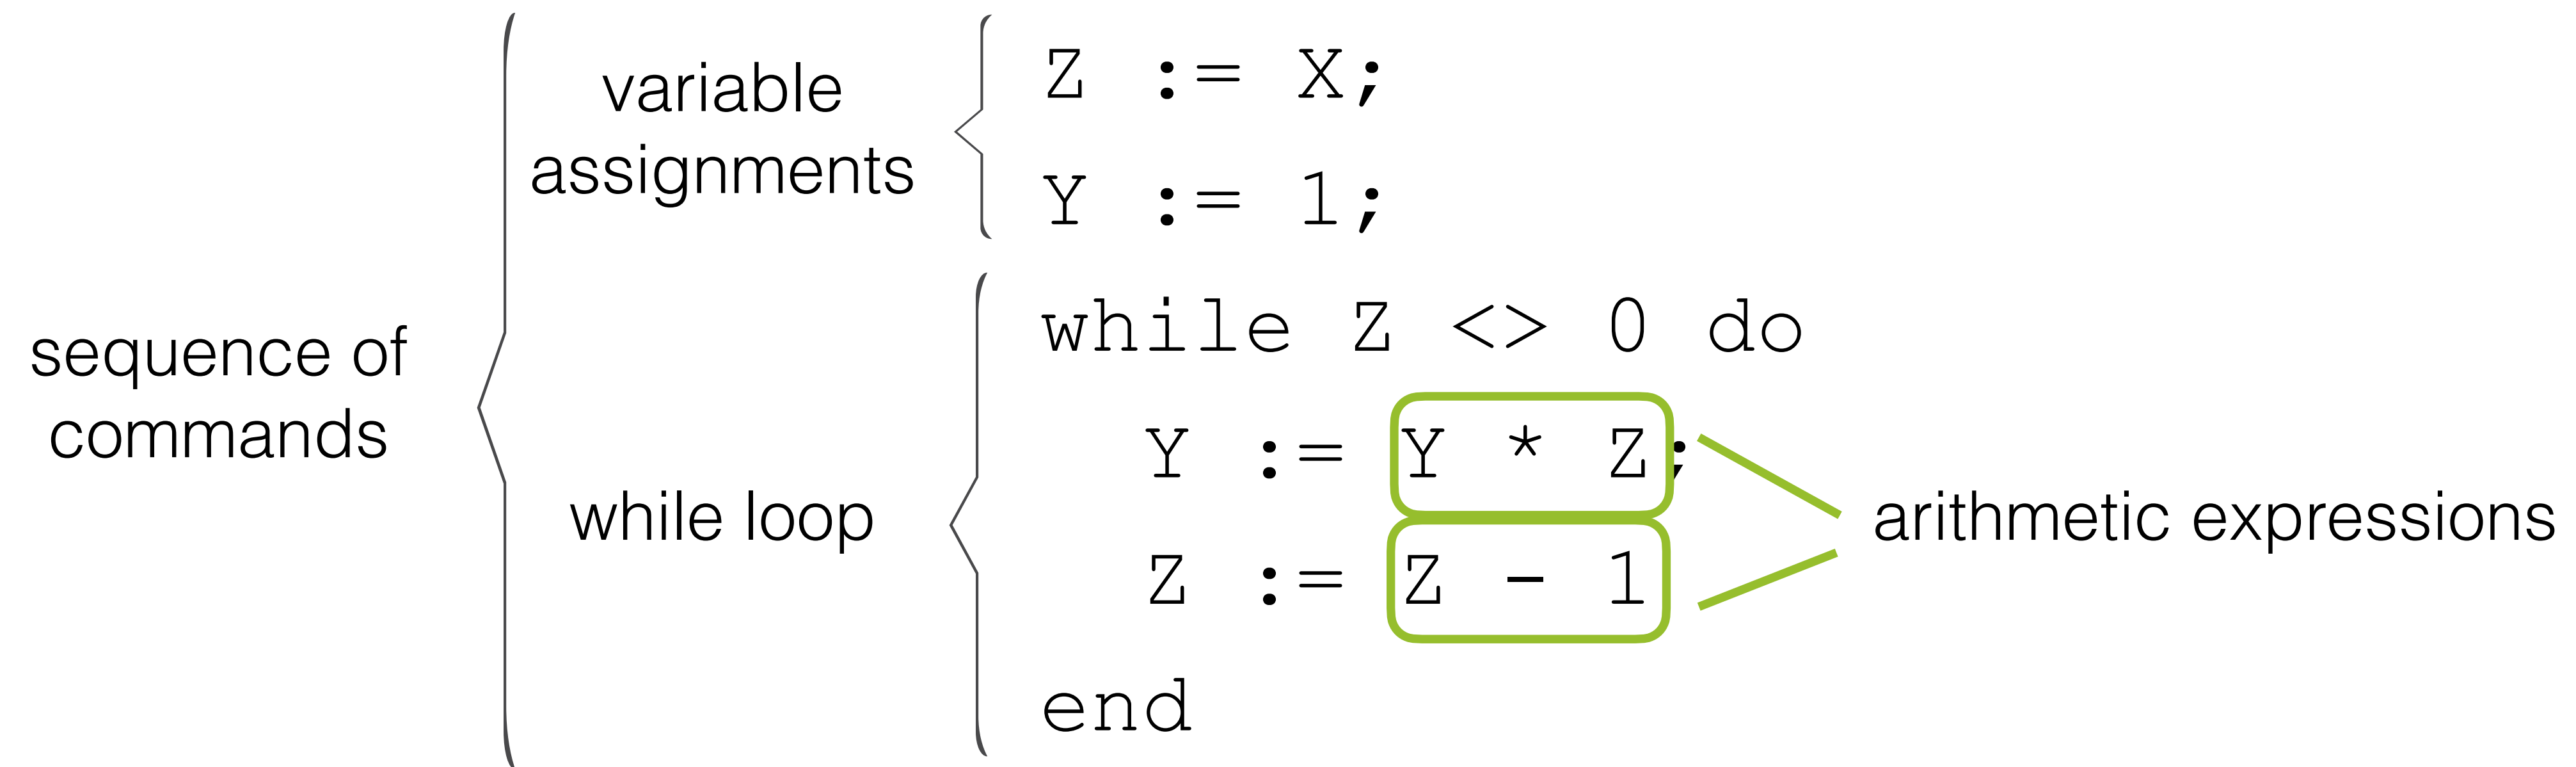 sequence of
commands
variable
assignments
while loop
Z := X;
Y := 1;
while Z <> 0 do
Y := Y * Z;
Z := Z - 1
end
arithmetic expressions